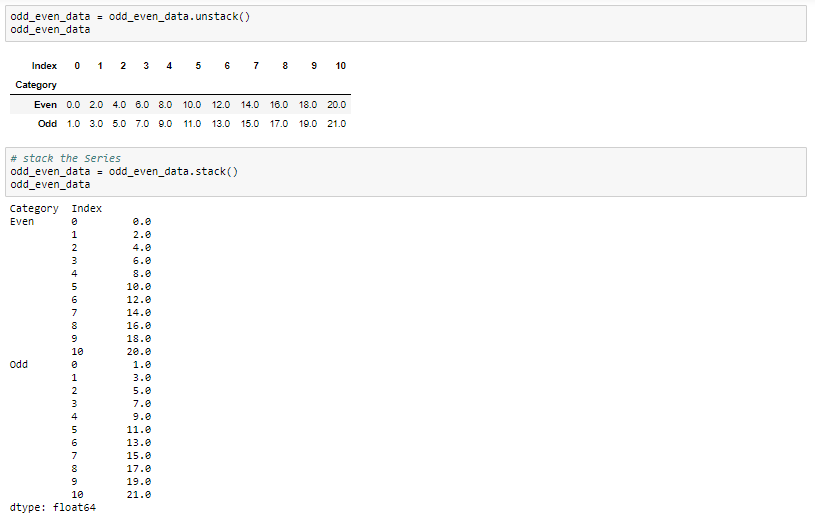 odd_even_data = odd_even_data.unstack()
odd_even_data
Index 0 1 2 3 4 5 6 7 8 9 10
Category
Even 0.0 2.0 4.0 6.0 8.0 10.0 12.0 14.0 16.0 18.0 20.0
Odd 1.0 3.0 5.0 7.0 9.0 11.0 13.0 15.0 17.0 19.0 21.0
# stack the Series
odd_even_data = odd_even_data.stack()
odd_even_data
Category Index
Even 0 0.0
1 2.0
2 4.0
3 6.0
4 8.0
5 10.0
6 12.0
7 14.0
8 16.0
9 18.0
10 20.0
Odd 0 1.0
1 3.0
2 5.0
3 7.0
4 9.0
5 11.0
6 13.0
7 15.0
8 17.0
9 19.0
10 21.0
dtype: float64